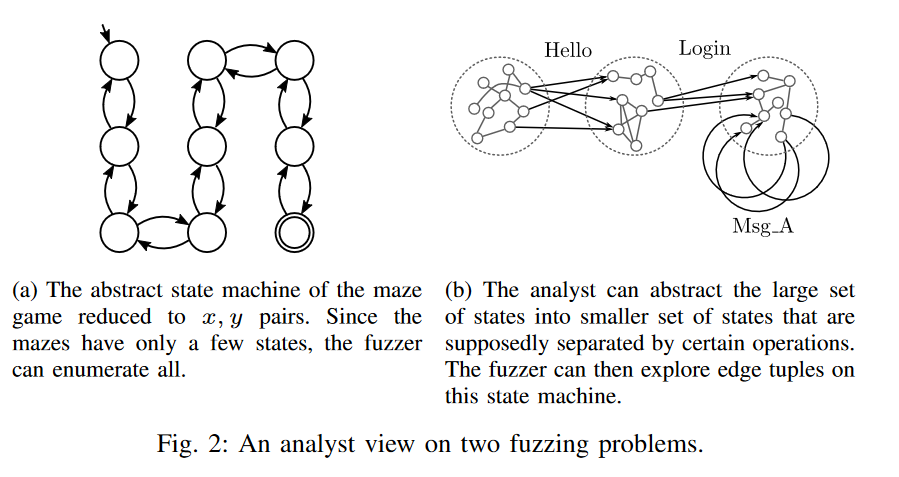 Hello
Login
Msg_A
(a) The abstract state machine of the maze
game reduced to x, y pairs. Since the
mazes have only a few states, the fuzzer
can enumerate all.
(b) The analyst can abstract the large set
of states into smaller set of states that are
supposedly separated by certain operations.
The fuzzer can then explore edge tuples on
this state machine.
Fig. 2: An analyst view on two fuzzing problems.